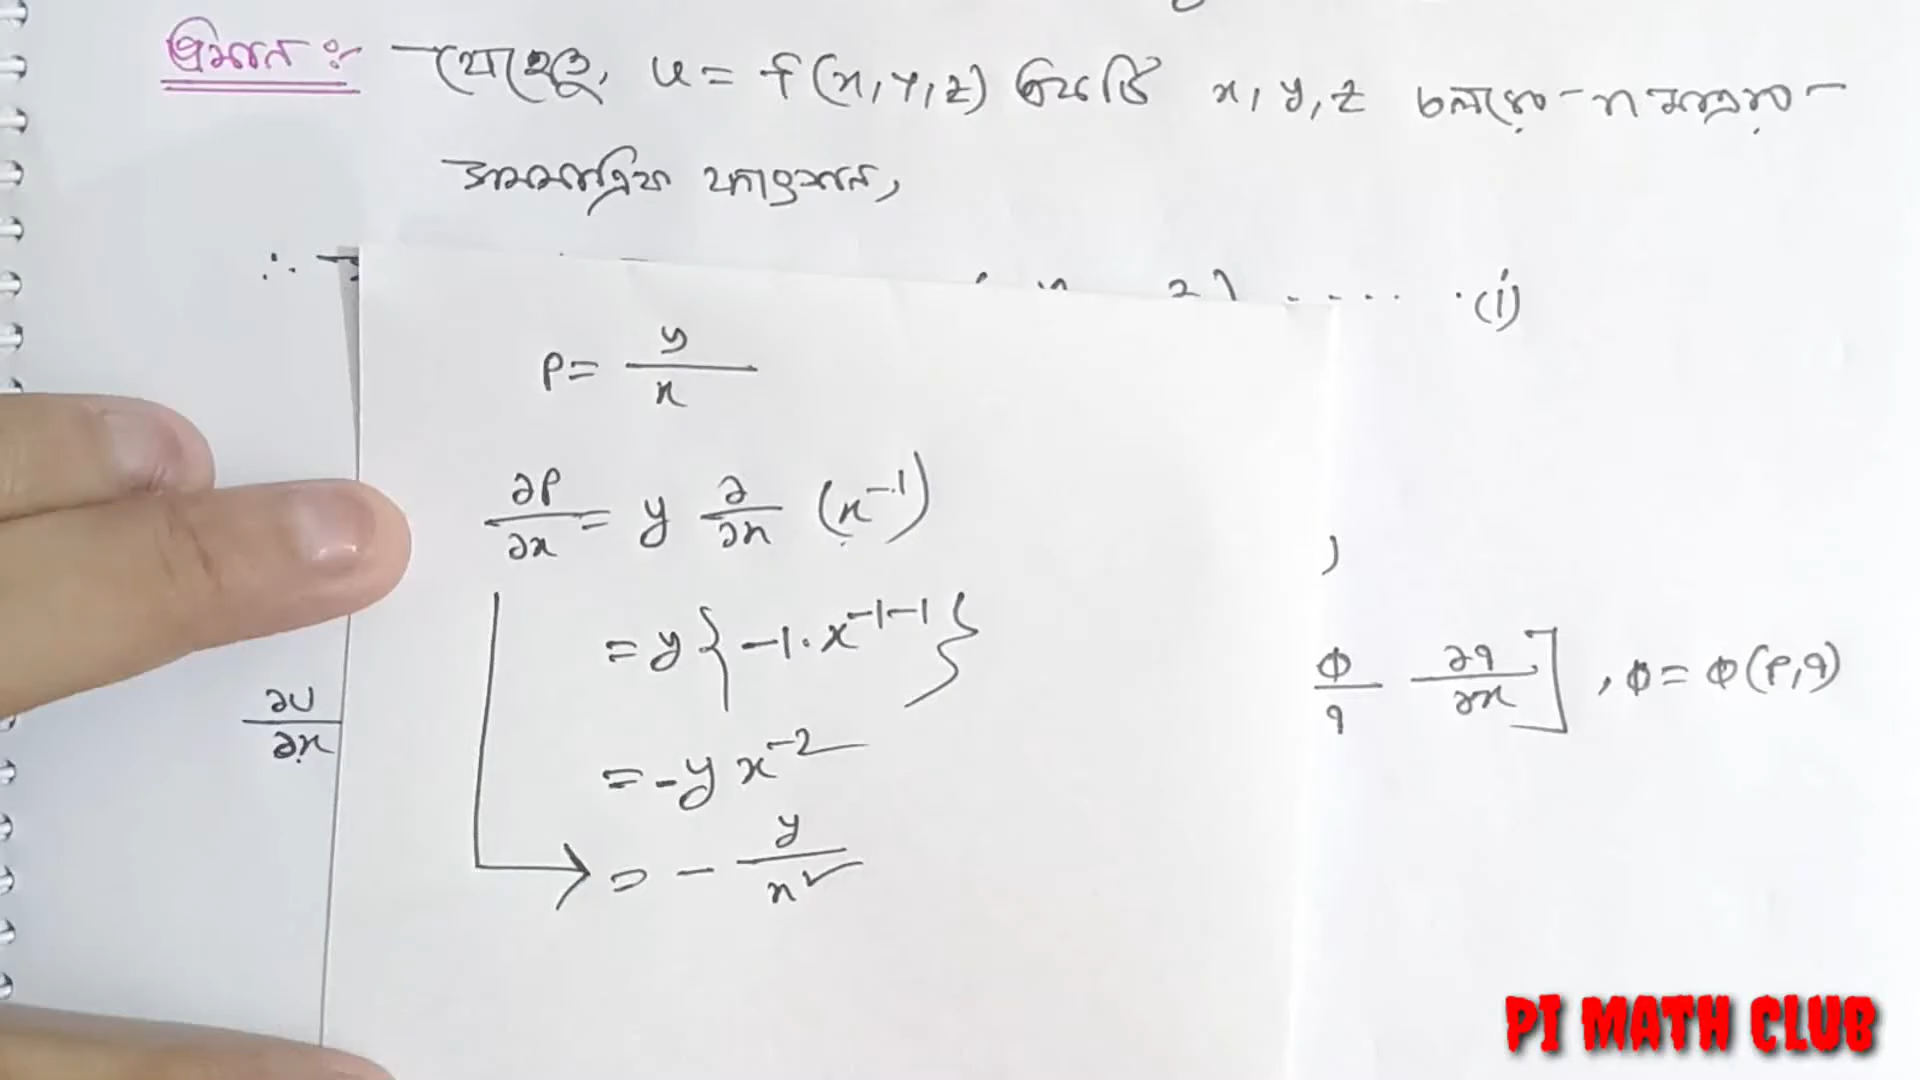 প্রমাণ :- যেহেতু, u = f(x, y, z) একটি x, y, z চলকের n মাত্রার
সমমাত্রিক ফাংশন,
∴ ..... (i)
P = y/x
∂P/∂x = y ∂/∂x (x⁻¹)
,
= y { -1 · x⁻¹⁻¹ }
∂U/∂x
ϕ/q ∂q/∂x ] , ϕ = ϕ(P, q)
= -y x⁻²
= - y/x²
PI MATH CLUB